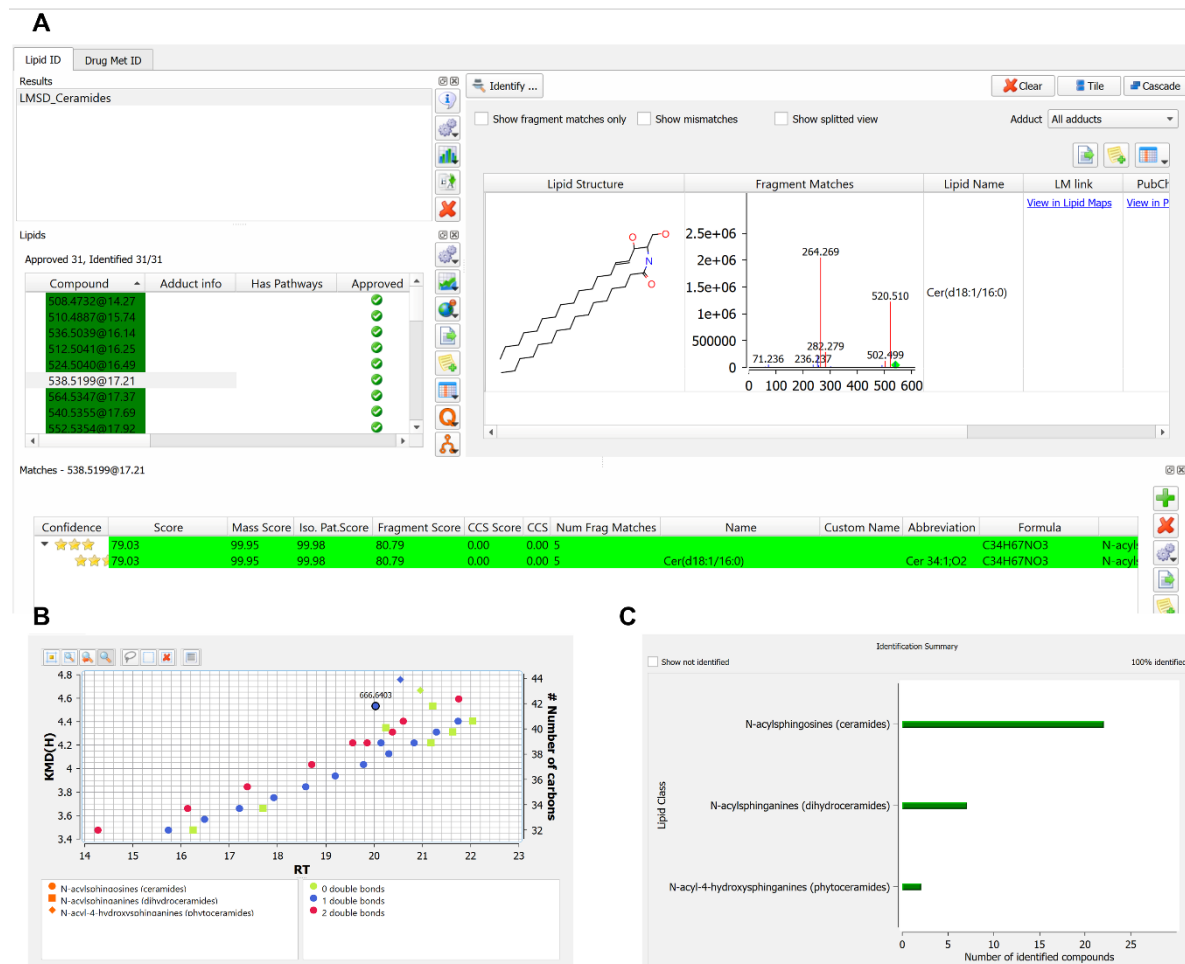 A
Lipid ID Drug Met ID
Results
LMSD_Ceramides
Identify ...
Clear Tile Cascade
Show fragment matches only Show mismatches Show splitted view Adduct All adducts
Lipid Structure Fragment Matches Lipid Name LM link PubCh
View in Lipid Maps View in P
O O
N
O
2.5e+06
2e+06
1.5e+06
1e+06
500000
0
264.269
520.510
282.279
502.499
71.236 236.237
0 100 200 300 400 500 600
Cer(d18:1/16:0)
Lipids
Approved 31, Identified 31/31
Compound Adduct info Has Pathways Approved
508.4732@14.27
510.4887@15.74
536.5039@16.14
512.5041@16.25
524.5040@16.49
538.5199@17.21
564.5347@17.37
540.5355@17.69
552.5354@17.92
Matches - 538.5199@17.21
Confidence Score Mass Score Iso. Pat.Score Fragment Score CCS Score CCS Num Frag Matches Name Custom Name Abbreviation Formula
79.03 99.95 99.98 80.79 0.00 0.00 5 C34H67NO3 N-acyls
79.03 99.95 99.98 80.79 0.00 0.00 5 Cer(d18:1/16:0) Cer 34:1;O2 C34H67NO3 N-acyls
B
4.8
4.6
4.4
4.2
4
3.8
3.6
3.4
KMD(H)
666.6403
44
42
40
38
36
34
32
# Number of carbons
14 15 16 17 18 19 20 21 22 23
RT
N-acylsphingosines (ceramides)
N-acylsphinganines (dihydroceramides)
N-acyl-4-hydroxysphinganines (phytoceramides)
0 double bonds
1 double bonds
2 double bonds
C
Identification Summary
Show not identified 100% identified
Lipid Class
N-acylsphingosines (ceramides)
N-acylsphinganines (dihydroceramides)
N-acyl-4-hydroxysphinganines (phytoceramides)
0 5 10 15 20 25
Number of identified compounds